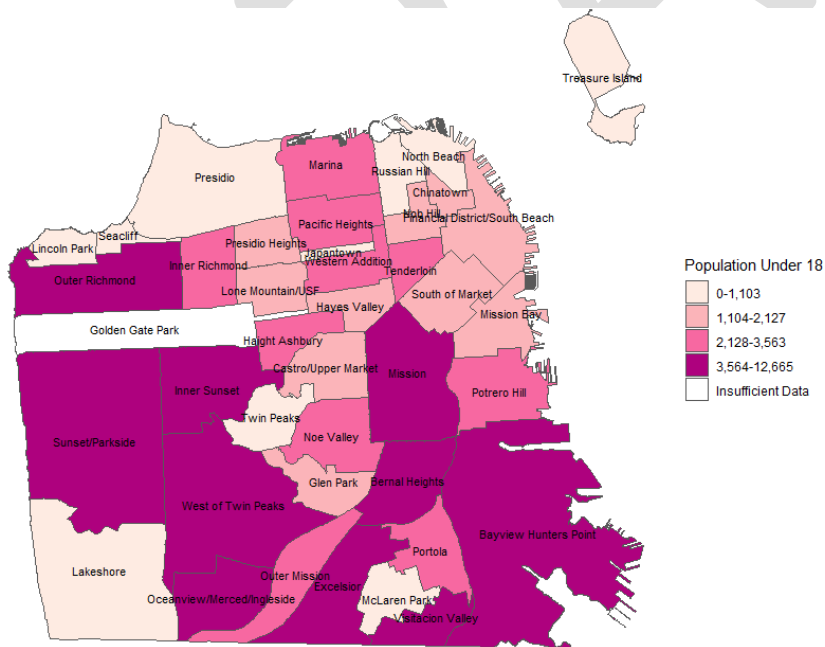 Treasure Island
North Beach
Marina
Russian Hill
Presidio
Chinatown
Nob Hill
Financial District/South Beach
Pacific Heights
Seacliff
Presidio Heights
Lincoln Park
Japantown
Western Addition
Inner Richmond
Tenderloin
Outer Richmond
Lone Mountain/USF
South of Market
Hayes Valley
Mission Bay
Golden Gate Park
Haight Ashbury
Castro/Upper Market
Mission
Inner Sunset
Potrero Hill
Twin Peaks
Noe Valley
Sunset/Parkside
Glen Park
Bernal Heights
West of Twin Peaks
Bayview Hunters Point
Portola
Lakeshore
Outer Mission
Excelsior
Oceanview/Merced/Ingleside
McLaren Park
Visitacion Valley
Population Under 18
0-1,103
1,104-2,127
2,128-3,563
3,564-12,665
Insufficient Data